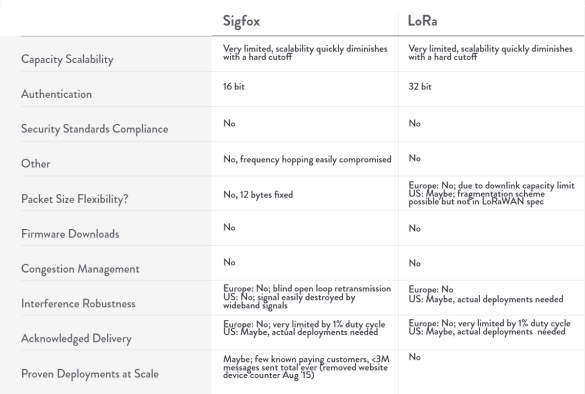 Sigfox LoRa
Capacity Scalability
Very limited, scalability quickly diminishes
with a hard cutoff
Very limited, scalability quickly diminishes
with a hard cutoff
Authentication
16 bit
32 bit
Security Standards Compliance
No
No
Other
No, frequency hopping easily compromised
No
Packet Size Flexibility?
No, 12 bytes fixed
Europe: No; due to downlink capacity limit
US: Maybe; fragmentation scheme
possible but not in LoRaWAN spec
Firmware Downloads
No
No
Congestion Management
No
No
Interference Robustness
Europe: No; blind open loop retransmission
US: No; signal easily destroyed by
wideband signals
Europe: No
US: Maybe, actual deployments needed
Acknowledged Delivery
Europe: No; very limited by 1% duty cycle
US: Maybe, actual deployments needed
Europe: No; very limited by 1% duty cycle
US: Maybe, actual deployments needed
Proven Deployments at Scale
Maybe; few known paying customers, <3M
messages sent total ever (removed website
device counter Aug '15)
No